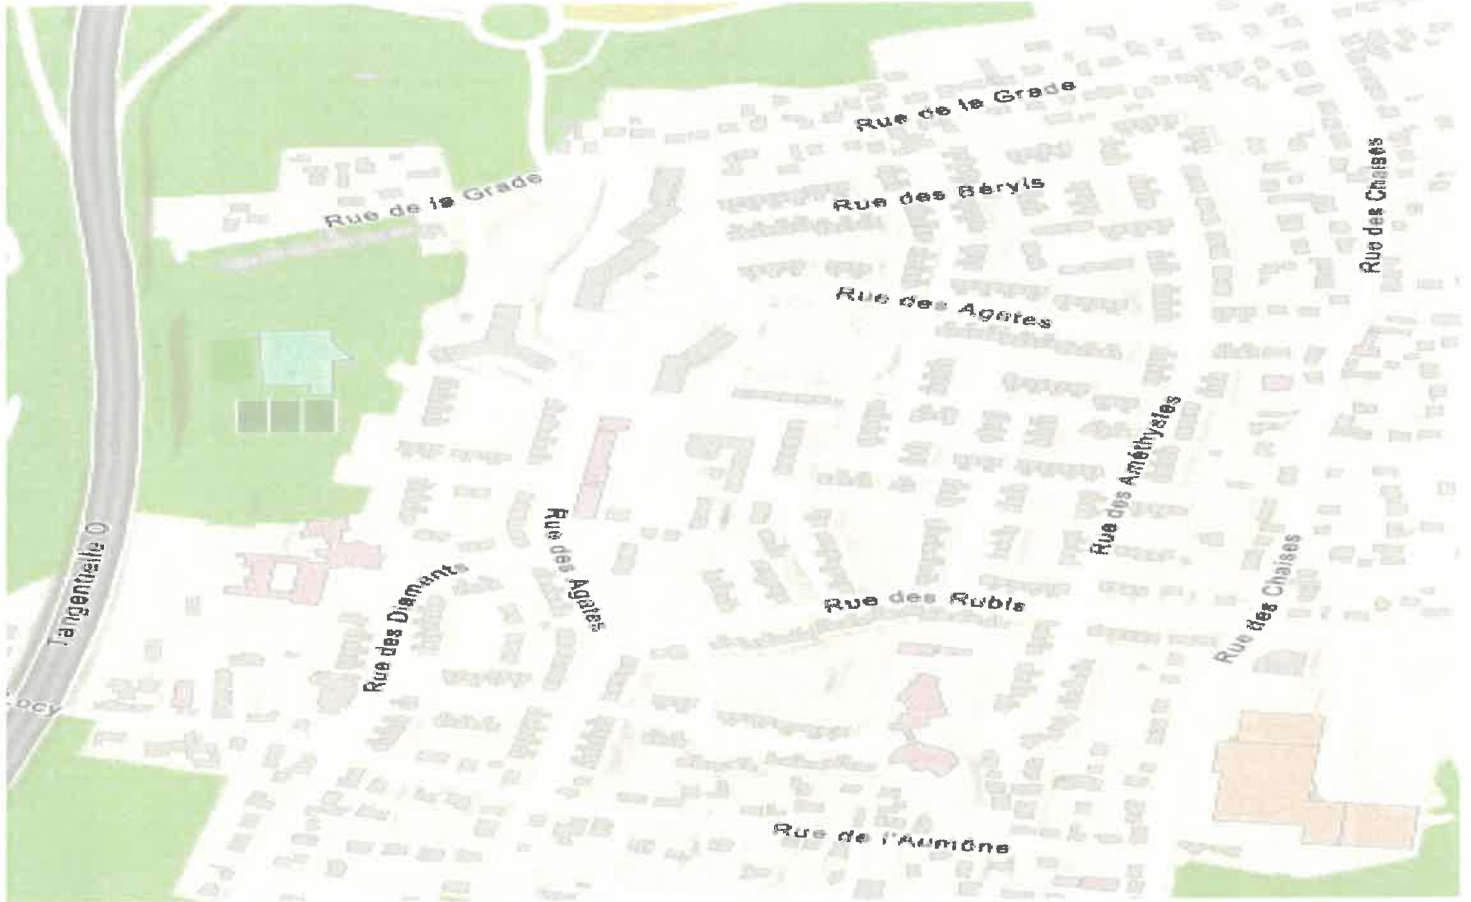 Rue de la Grade
Rue des Chaises
Rue de la Grade
Rue des Béryls
Rue des Agates
Rue des Améthystes
Rue des Agates
Tangentielle O
Rue des Diamants
Rue des Rubis
Rue des Chaises
Rue de l'Aumône